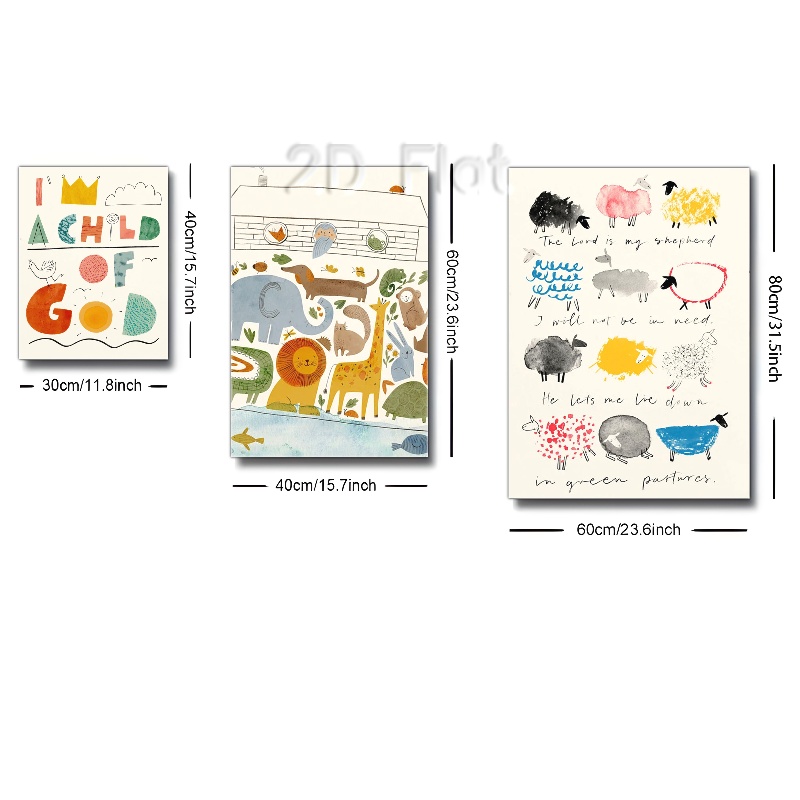 2D Flat
I'M
A CHILD
OF
GOD
40cm/15.7inch
30cm/11.8inch
60cm/23.6inch
40cm/15.7inch
The Lord is my shepherd
I will not be in need.
He lets me lie down
in green pastures.
80cm/31.5inch
60cm/23.6inch